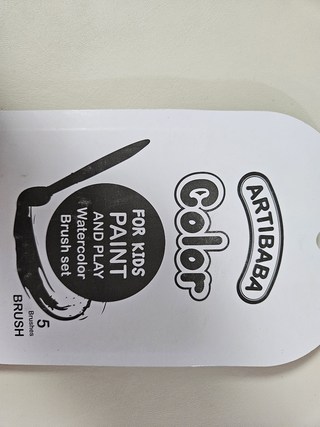 ARTIBABA
Color
FOR KIDS
PAINT
AND PLAY
Watercolor
Brush set
5
Brushes
BRUSH